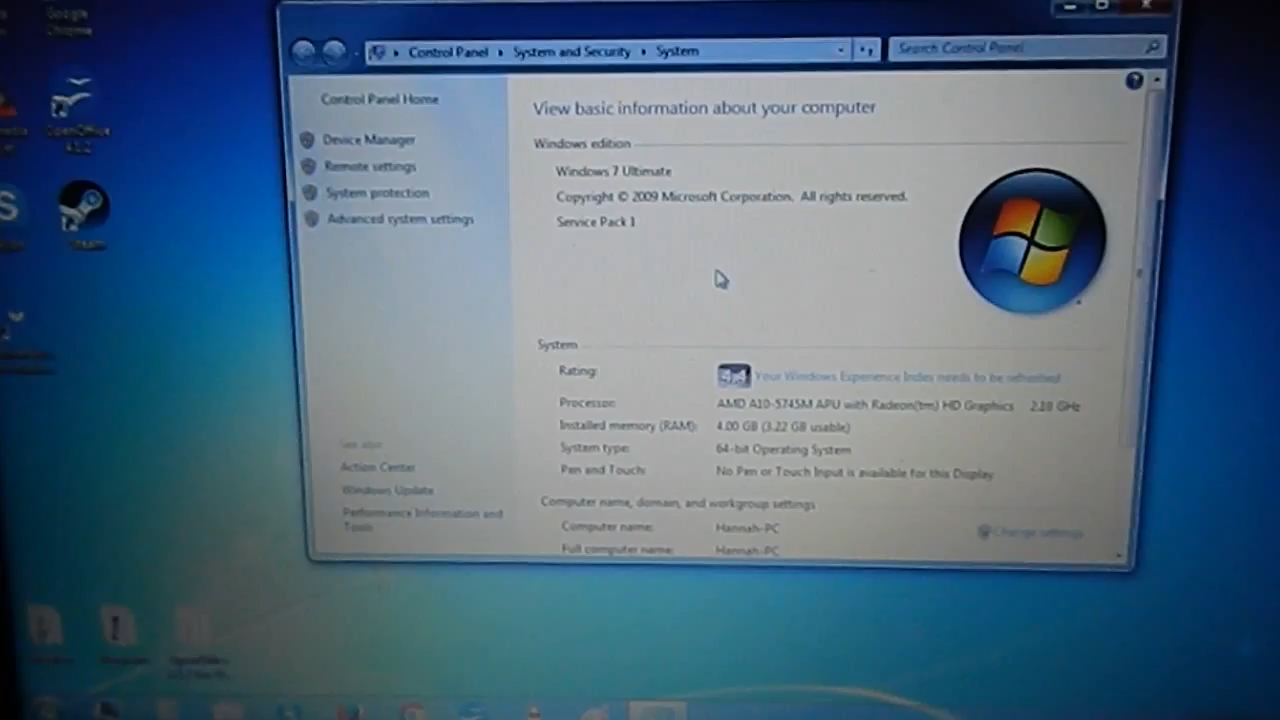 Google
Chrome
Control Panel ▸ System and Security ▸ System
Search Control Panel
Control Panel Home
Device Manager
Remote settings
System protection
Advanced system settings
See also
Action Center
Windows Update
Performance Information and
Tools
View basic information about your computer
Windows edition
Windows 7 Ultimate
Copyright © 2009 Microsoft Corporation. All rights reserved.
Service Pack 1
System
Rating:
4.4 Your Windows Experience Index needs to be refreshed
Processor: AMD A10-5745M APU with Radeon(tm) HD Graphics 2.10 GHz
Installed memory (RAM): 4.00 GB (3.22 GB usable)
System type: 64-bit Operating System
Pen and Touch: No Pen or Touch Input is available for this Display
Computer name, domain, and workgroup settings
Computer name: Hannah-PC
Change settings
Full computer name: Hannah-PC
OpenOffice
Steam